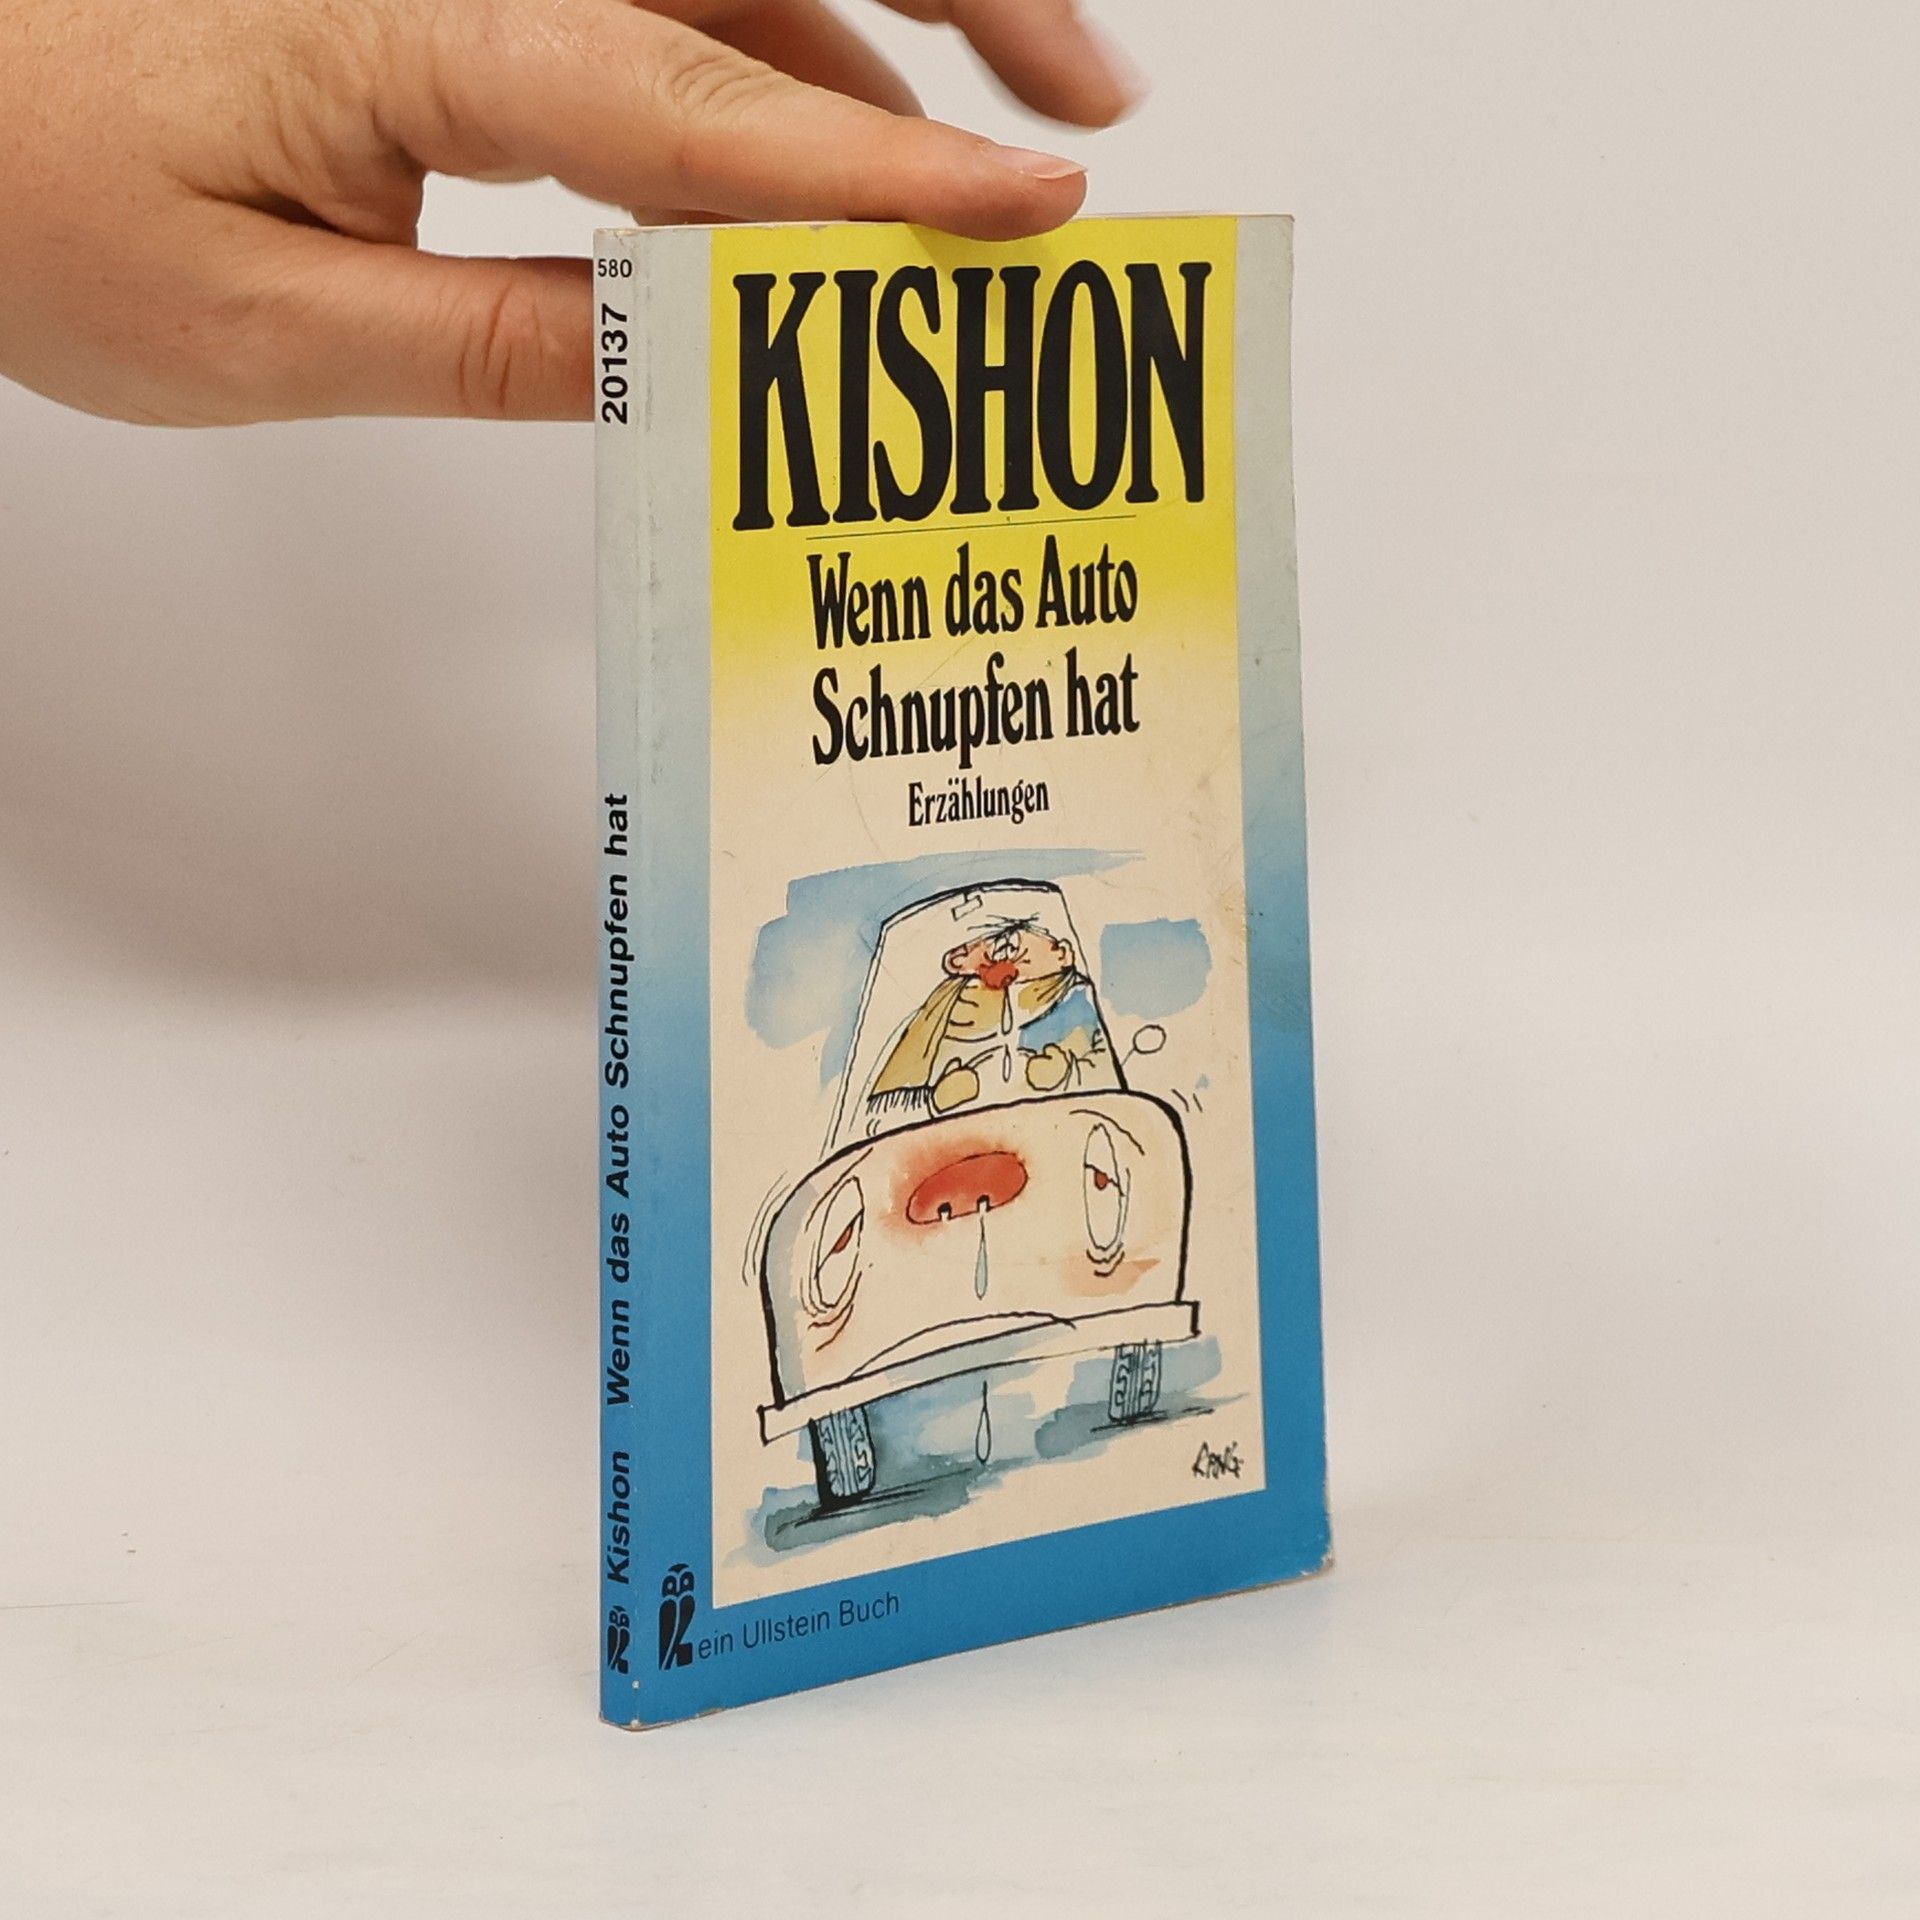 580
20137
Kishon Wenn das Auto Schnupfen hat
KISHON
Wenn das Auto
Schnupfen hat
Erzählungen
ein Ullstein Buch